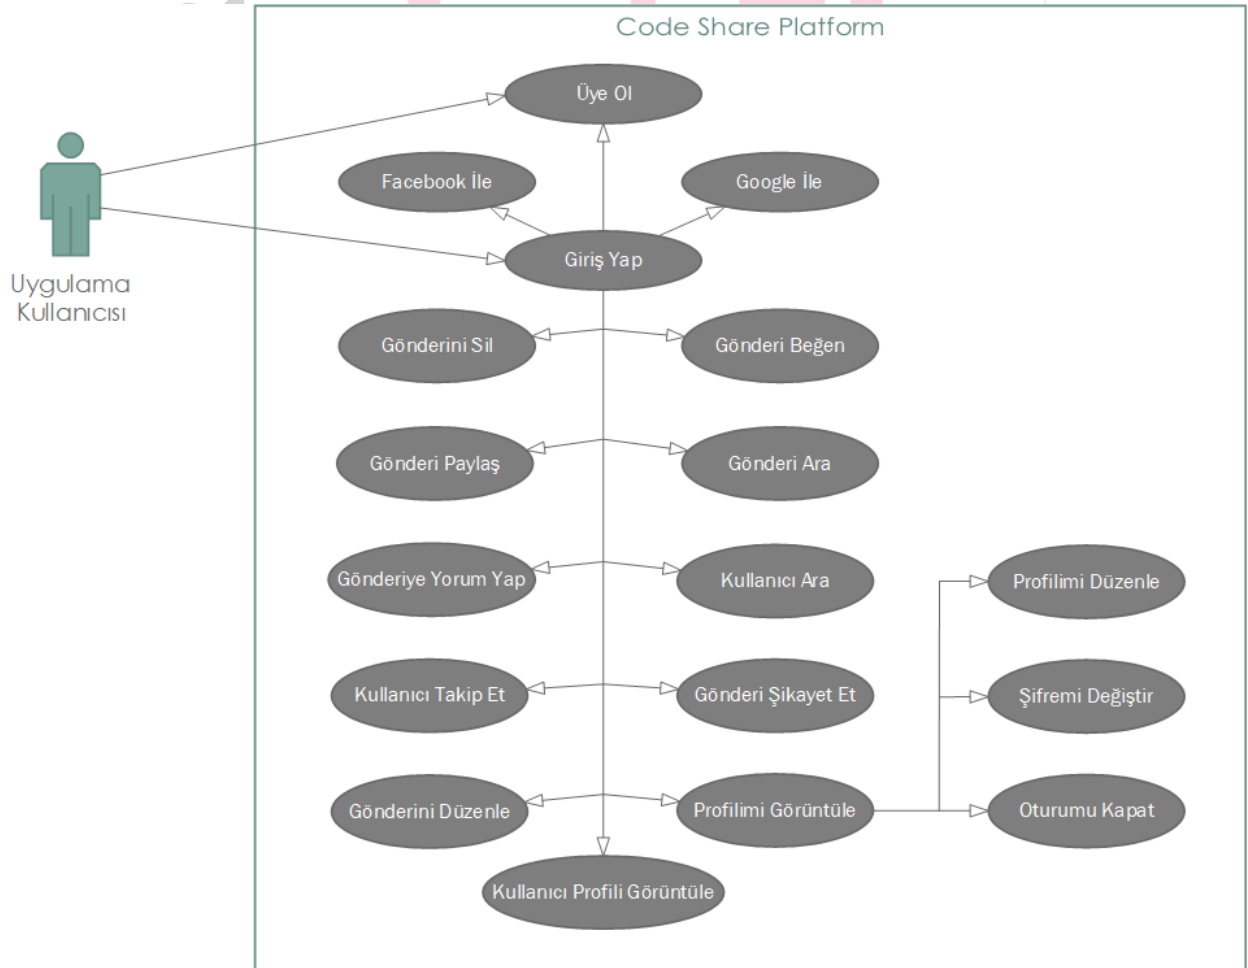 Code Share Platform
Üye Ol
Facebook İle
Google İle
Giriş Yap
Uygulama
Kullanıcısı
Gönderini Sil
Gönderi Beğen
Gönderi Paylaş
Gönderi Ara
Gönderiye Yorum Yap
Kullanıcı Ara
Profilimi Düzenle
Kullanıcı Takip Et
Gönderi Şikayet Et
Şifremi Değiştir
Gönderini Düzenle
Profilimi Görüntüle
Oturumu Kapat
Kullanıcı Profili Görüntüle